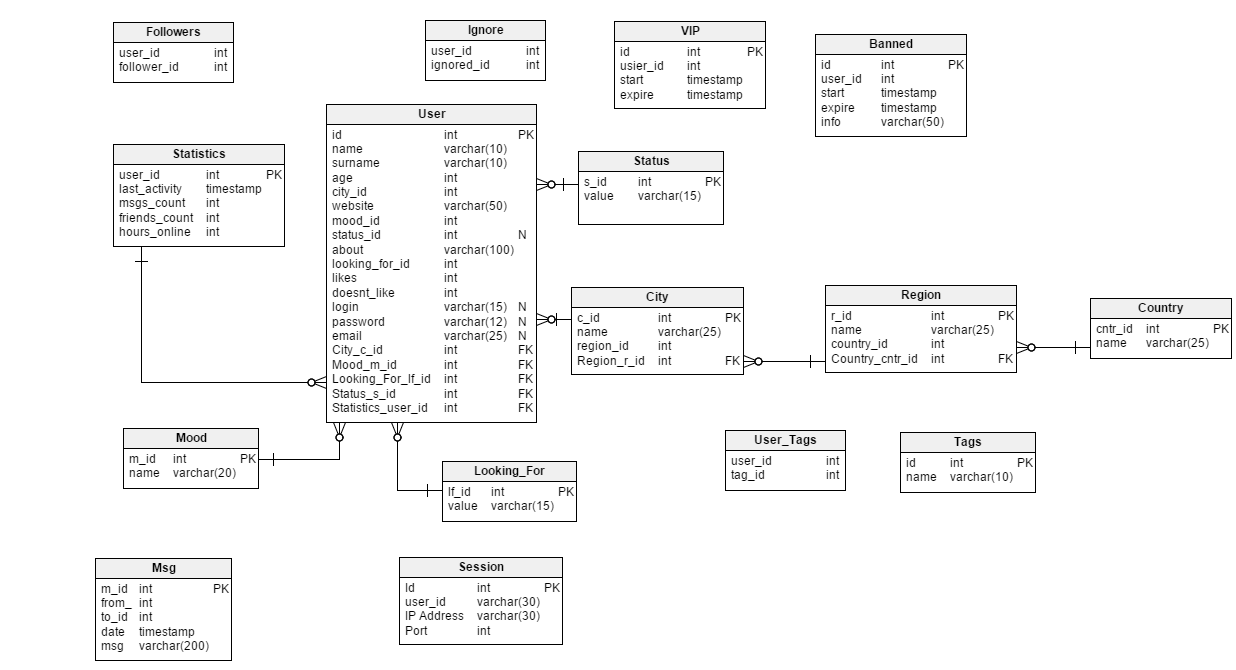 Followers
user_id int
follower_id int
Ignore
user_id int
ignored_id int
VIP
id int PK
usier_id int
start timestamp
expire timestamp
Banned
id int PK
user_id int
start timestamp
expire timestamp
info varchar(50)
Statistics
user_id int PK
last_activity timestamp
msgs_count int
friends_count int
hours_online int
User
id int PK
name varchar(10)
surname varchar(10)
age int
city_id int
website varchar(50)
mood_id int
status_id int N
about varchar(100)
looking_for_id int
likes int
doesnt_like int
login varchar(15) N
password varchar(12) N
email varchar(25) N
City_c_id int FK
Mood_m_id int FK
Looking_For_lf_id int FK
Status_s_id int FK
Statistics_user_id int FK
Status
s_id int PK
value varchar(15)
City
c_id int PK
name varchar(25)
region_id int
Region_r_id int FK
Region
r_id int PK
name varchar(25)
country_id int
Country_cntr_id int FK
Country
cntr_id int PK
name varchar(25)
Mood
m_id int PK
name varchar(20)
Looking_For
lf_id int PK
value varchar(15)
User_Tags
user_id int
tag_id int
Tags
id int PK
name varchar(10)
Msg
m_id int PK
from_ int
to_id int
date timestamp
msg varchar(200)
Session
Id int PK
user_id varchar(30)
IP Address varchar(30)
Port int